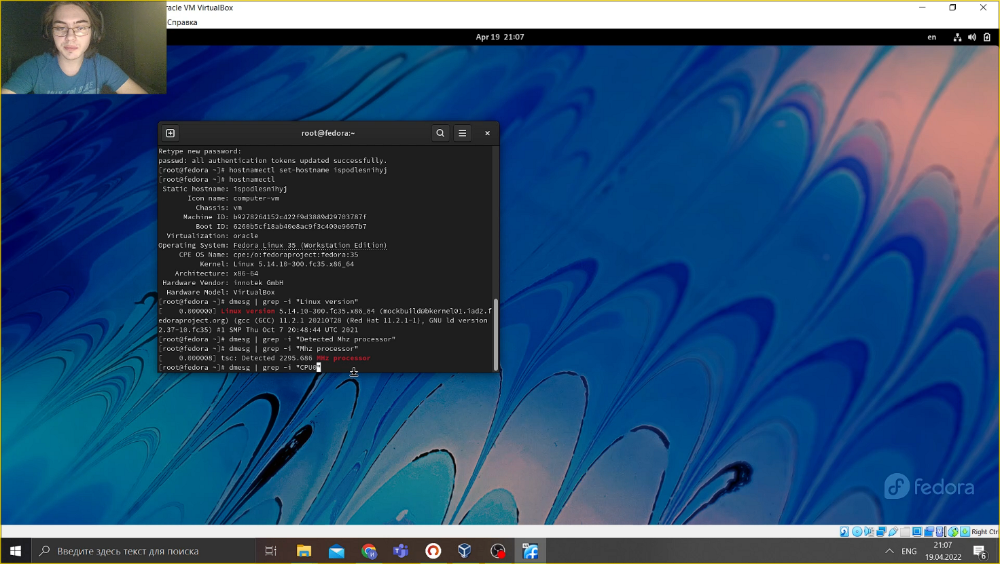 racle VM VirtualBox
Справка
Apr 19 21:07
en
root@fedora:~
Retype new password:
passwd: all authentication tokens updated successfully.
[root@fedora ~]# hostnamectl set-hostname ispodlesnihyj
[root@fedora ~]# hostnamectl
Static hostname: ispodlesnihyj
Icon name: computer-vm
Chassis: vm
Machine ID: b9278264152c422f9d3889d29703787f
Boot ID: 6260b5cf18ab40e8ac9f3c400e9667b7
Virtualization: oracle
Operating System: Fedora Linux 35 (Workstation Edition)
CPE OS Name: cpe:/o:fedoraproject:fedora:35
Kernel: Linux 5.14.10-300.fc35.x86_64
Architecture: x86-64
Hardware Vendor: innotek GmbH
Hardware Model: VirtualBox
[root@fedora ~]# dmesg | grep -i "Linux version"
[    0.000000] Linux version 5.14.10-300.fc35.x86_64 (mockbuild@bkernel01.iad2.f
edoraproject.org) (gcc (GCC) 11.2.1 20210728 (Red Hat 11.2.1-1), GNU ld version
2.37-10.fc35) #1 SMP Thu Oct 7 20:48:44 UTC 2021
[root@fedora ~]# dmesg | grep -i "Detected Mhz processor"
[root@fedora ~]# dmesg | grep -i "Mhz processor"
[    0.000008] tsc: Detected 2295.686 MHz processor
[root@fedora ~]# dmesg | grep -i "CPU0"
fedora
Right Ctrl
Введите здесь текст для поиска
ENG
21:07
19.04.2022
6